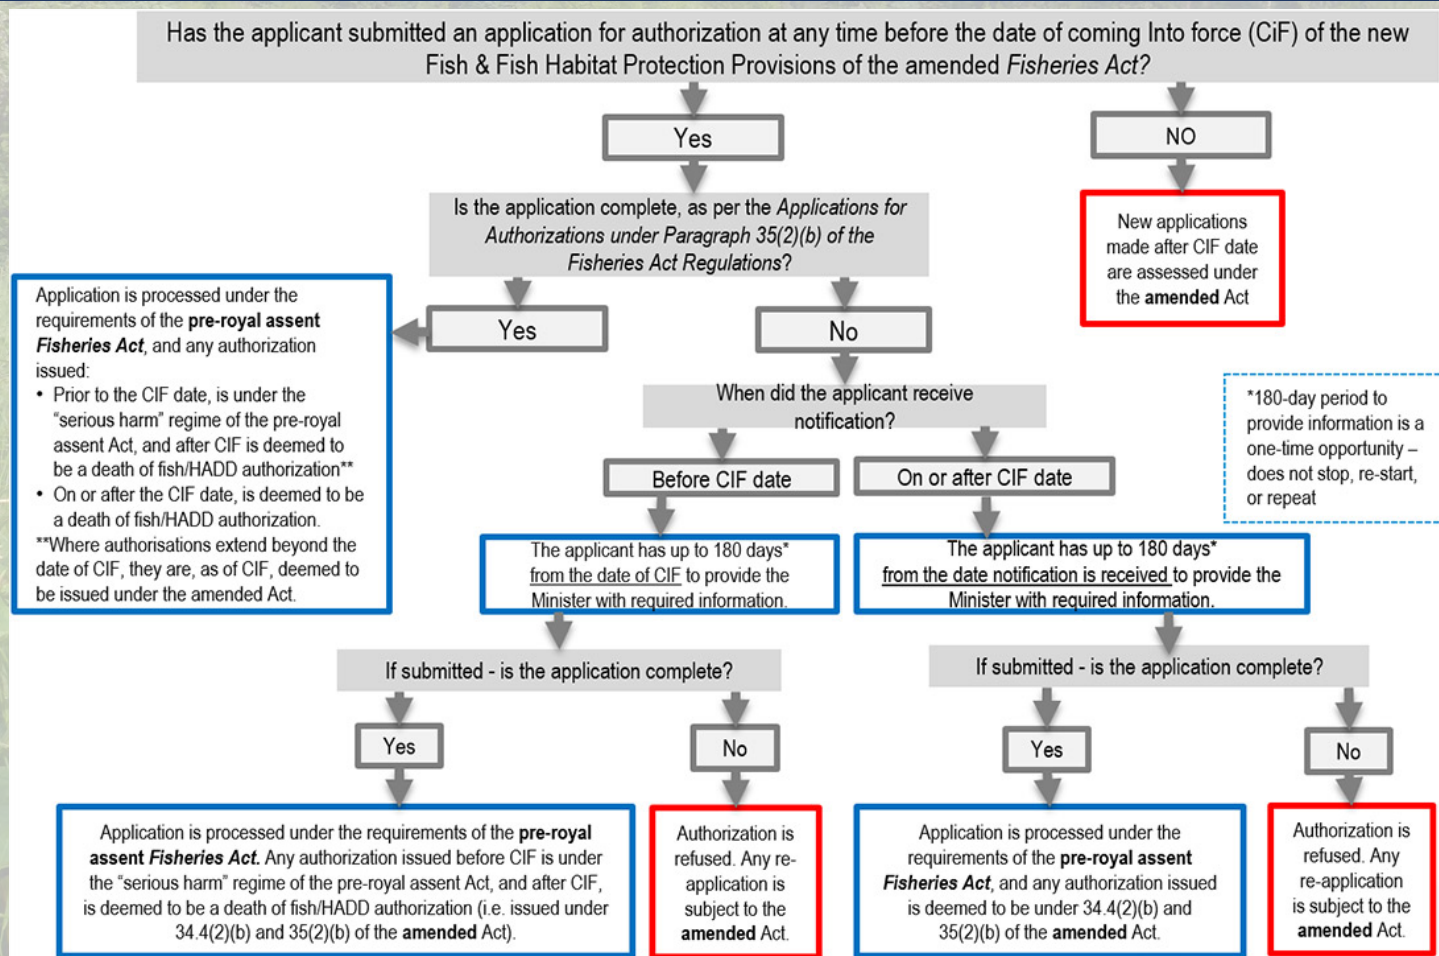 Has the applicant submitted an application for authorization at any time before the date of coming Into force (CiF) of the new
Fish & Fish Habitat Protection Provisions of the amended Fisheries Act?
Yes
NO
Is the application complete, as per the Applications for
Authorizations under Paragraph 35(2)(b) of the
Fisheries Act Regulations?
New applications
made after CIF date
are assessed under
the amended Act
Yes
No
Application is processed under the
requirements of the pre-royal assent
Fisheries Act, and any authorization
issued:
• Prior to the CIF date, is under the
“serious harm” regime of the pre-royal
assent Act, and after CIF is deemed to
be a death of fish/HADD authorization**
• On or after the CIF date, is deemed to be
a death of fish/HADD authorization.
**Where authorisations extend beyond the
date of CIF, they are, as of CIF, deemed to
be issued under the amended Act.
When did the applicant receive
notification?
*180-day period to
provide information is a
one-time opportunity –
does not stop, re-start,
or repeat
Before CIF date
On or after CIF date
The applicant has up to 180 days*
from the date of CIF to provide the
Minister with required information.
The applicant has up to 180 days*
from the date notification is received to provide the
Minister with required information.
If submitted - is the application complete?
If submitted - is the application complete?
Yes
No
Yes
No
Application is processed under the requirements of the pre-royal
assent Fisheries Act. Any authorization issued before CIF is under
the “serious harm” regime of the pre-royal assent Act, and after CIF,
is deemed to be a death of fish/HADD authorization (i.e. issued under
34.4(2)(b) and 35(2)(b) of the amended Act).
Authorization is
refused. Any re-
application is
subject to the
amended Act.
Application is processed under the
requirements of the pre-royal assent
Fisheries Act, and any authorization issued
is deemed to be under 34.4(2)(b) and
35(2)(b) of the amended Act.
Authorization is
refused. Any
re-application
is subject to the
amended Act.